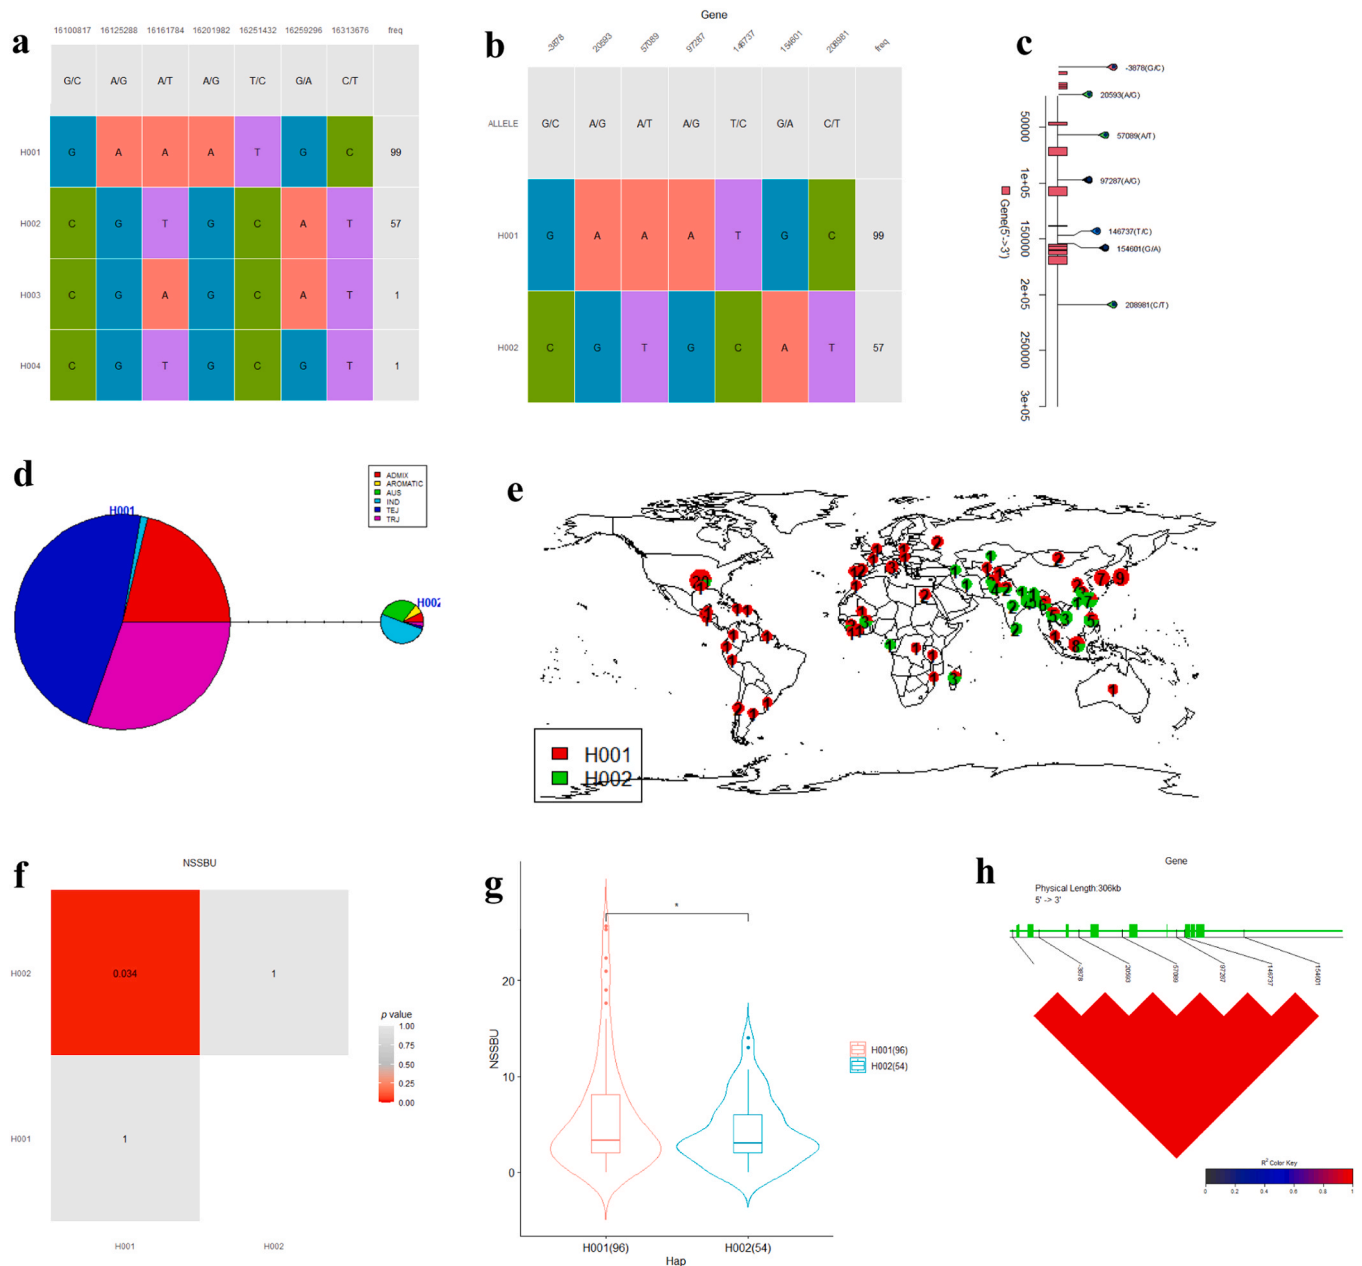 a
16100817 16125288 16161784 16201982 16251432 16259296 16313676 freq
G/C A/G A/T A/G T/C G/A C/T
H001 G A A A T G C 99
H002 C G T G C A T 57
H003 C G A G C A T 1
H004 C G T G C G T 1
b
Gene
-3878 20593 57089 97287 146737 154601 208981 freq
ALLELE G/C A/G A/T A/G T/C G/A C/T
H001 G A A A T G C 99
H002 C G T G C A T 57
c
-3878(G/C)
20593(A/G)
57089(A/T)
97287(A/G)
146737(T/C)
154601(G/A)
208981(C/T)
50000
1e+05
150000
2e+05
250000
3e+05
Gene(5'->3')
d
H001
H002
ADMIX
AROMATIC
AUS
IND
TEJ
TRJ
e
H001
H002
f
NSSBU
H002 0.034 1
H001 1
H001 H002
p value
1.00
0.75
0.50
0.25
0.00
g
*
NSSBU
20
10
0
H001(96) H002(54)
Hap
H001(96)
H002(54)
h
Gene
Physical Length:306kb
5' -> 3'
-3878 20593 57089 97287 146737 154601
R² Color Key
0 0.2 0.4 0.6 0.8 1